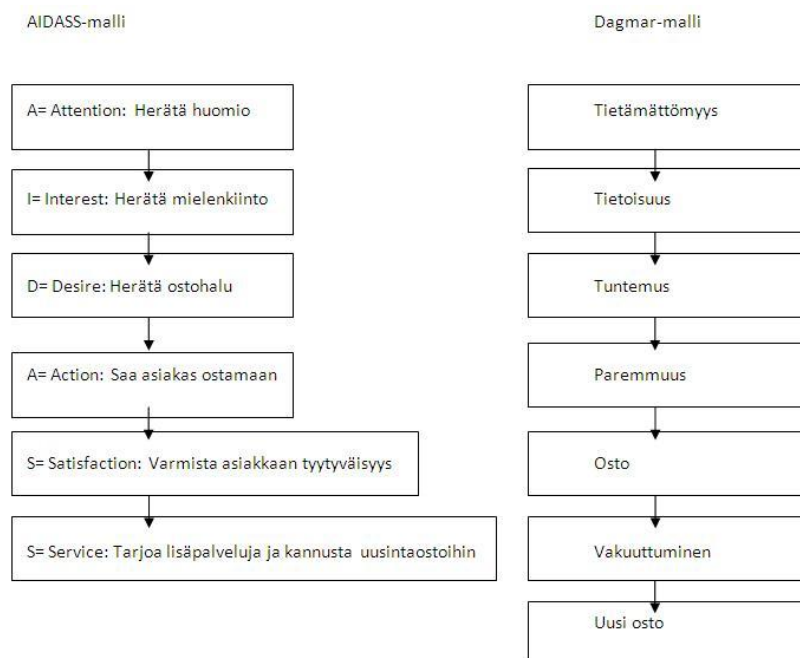 AIDASS-malli
A= Attention: Herätä huomio
I= Interest: Herätä mielenkiinto
D= Desire: Herätä ostohalu
A= Action: Saa asiakas ostamaan
S= Satisfaction: Varmista asiakkaan tyytyväisyys
S= Service: Tarjoa lisäpalveluja ja kannusta uusintaostoihin
Dagmar-malli
Tietämättömyys
Tietoisuus
Tuntemus
Paremmuus
Osto
Vakuuttuminen
Uusi osto